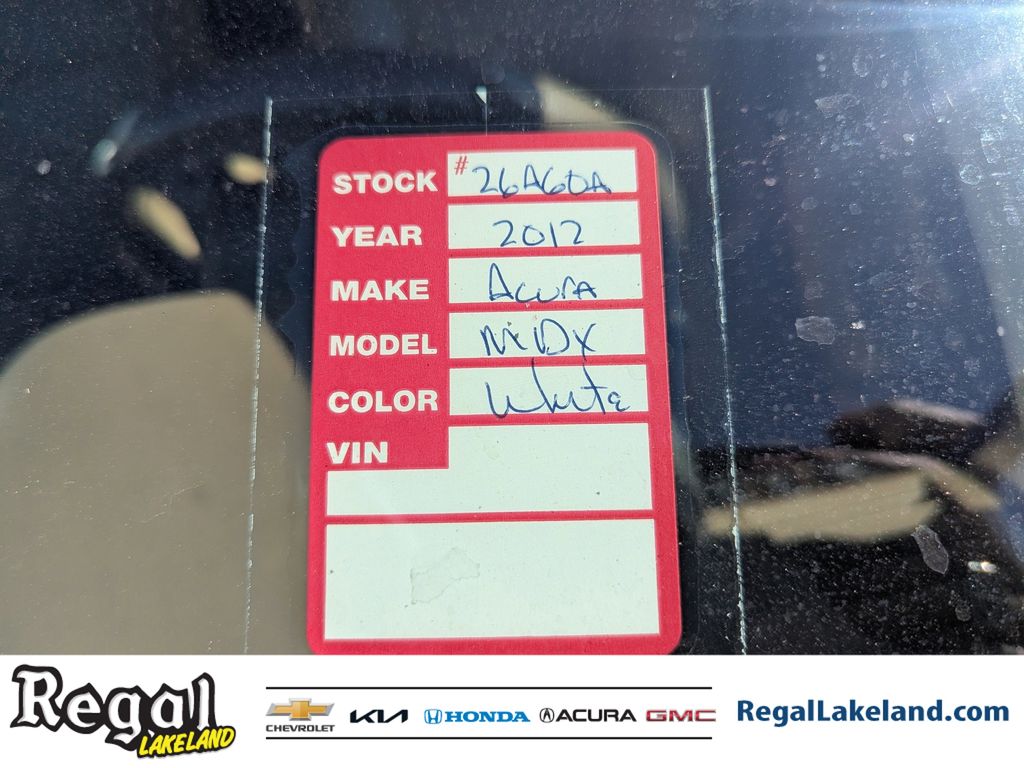 STOCK # 26A60A
YEAR 2012
MAKE Acura
MODEL MDX
COLOR White
VIN
Regal LAKELAND
CHEVROLET KIA HONDA ACURA GMC
RegalLakeland.com